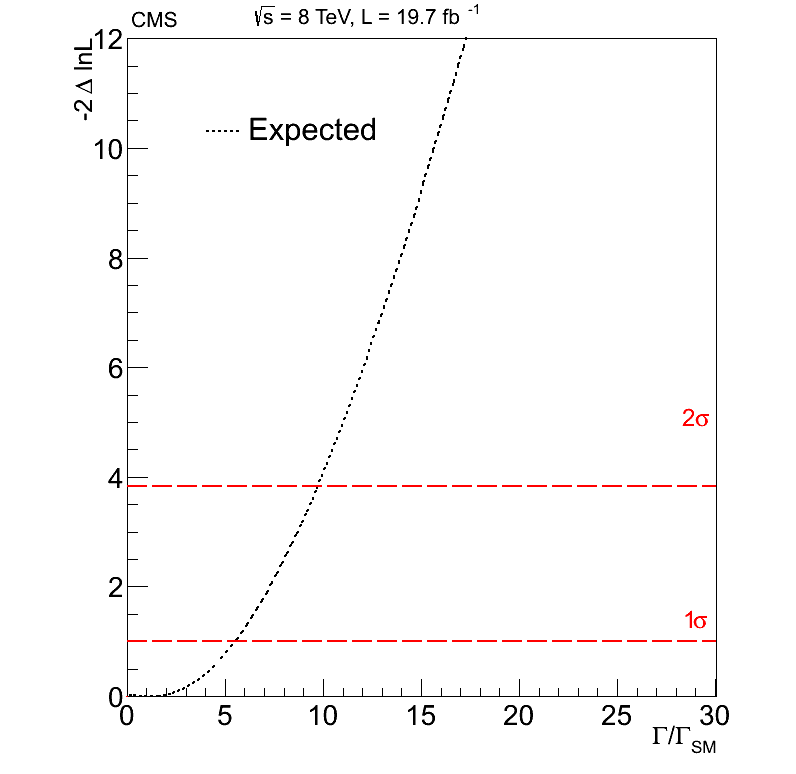 CMS √s = 8 TeV, L = 19.7 fb⁻¹
-2 Δ lnL
12
Expected
10
8
6
2σ
4
2
1σ
0
0 5 10 15 20 25 30
Γ/Γ_SM